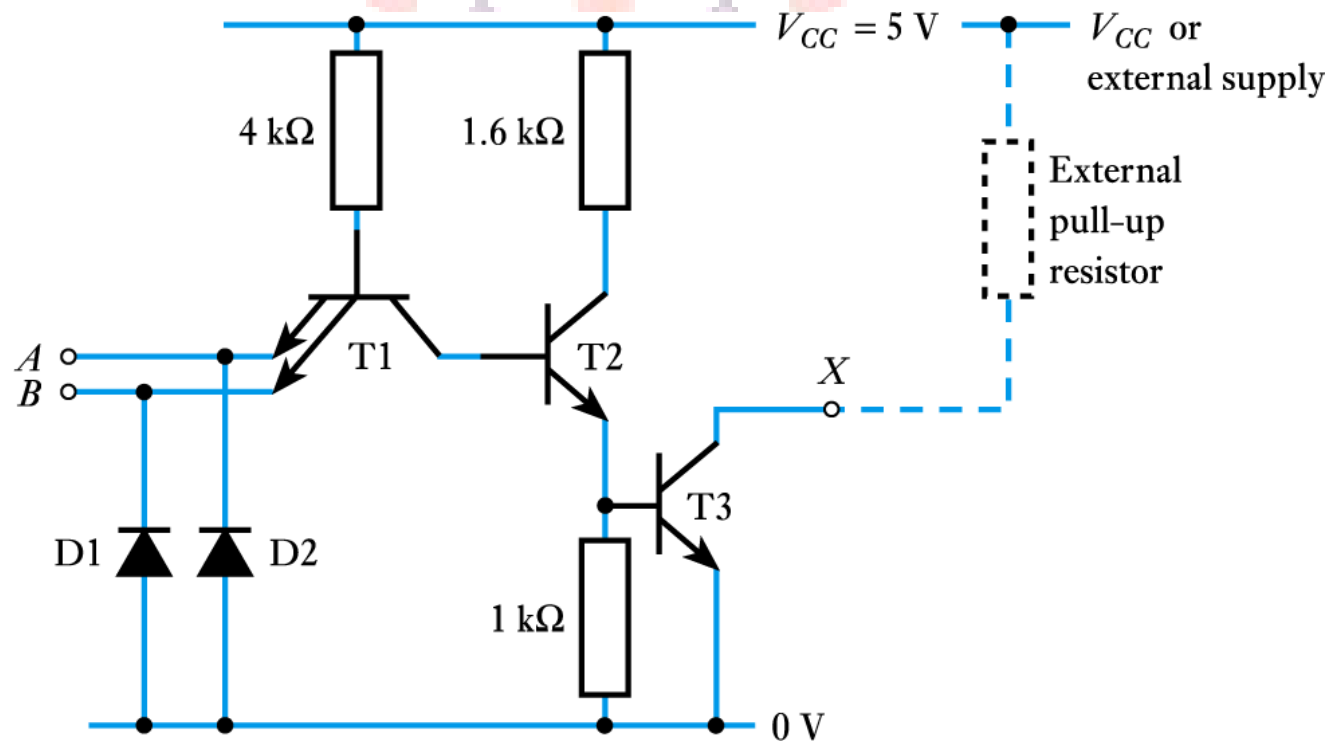 V_CC = 5 V
V_CC or
external supply
4 kΩ
1.6 kΩ
External
pull-up
resistor
A
T1
T2
X
B
T3
D1
D2
1 kΩ
0 V